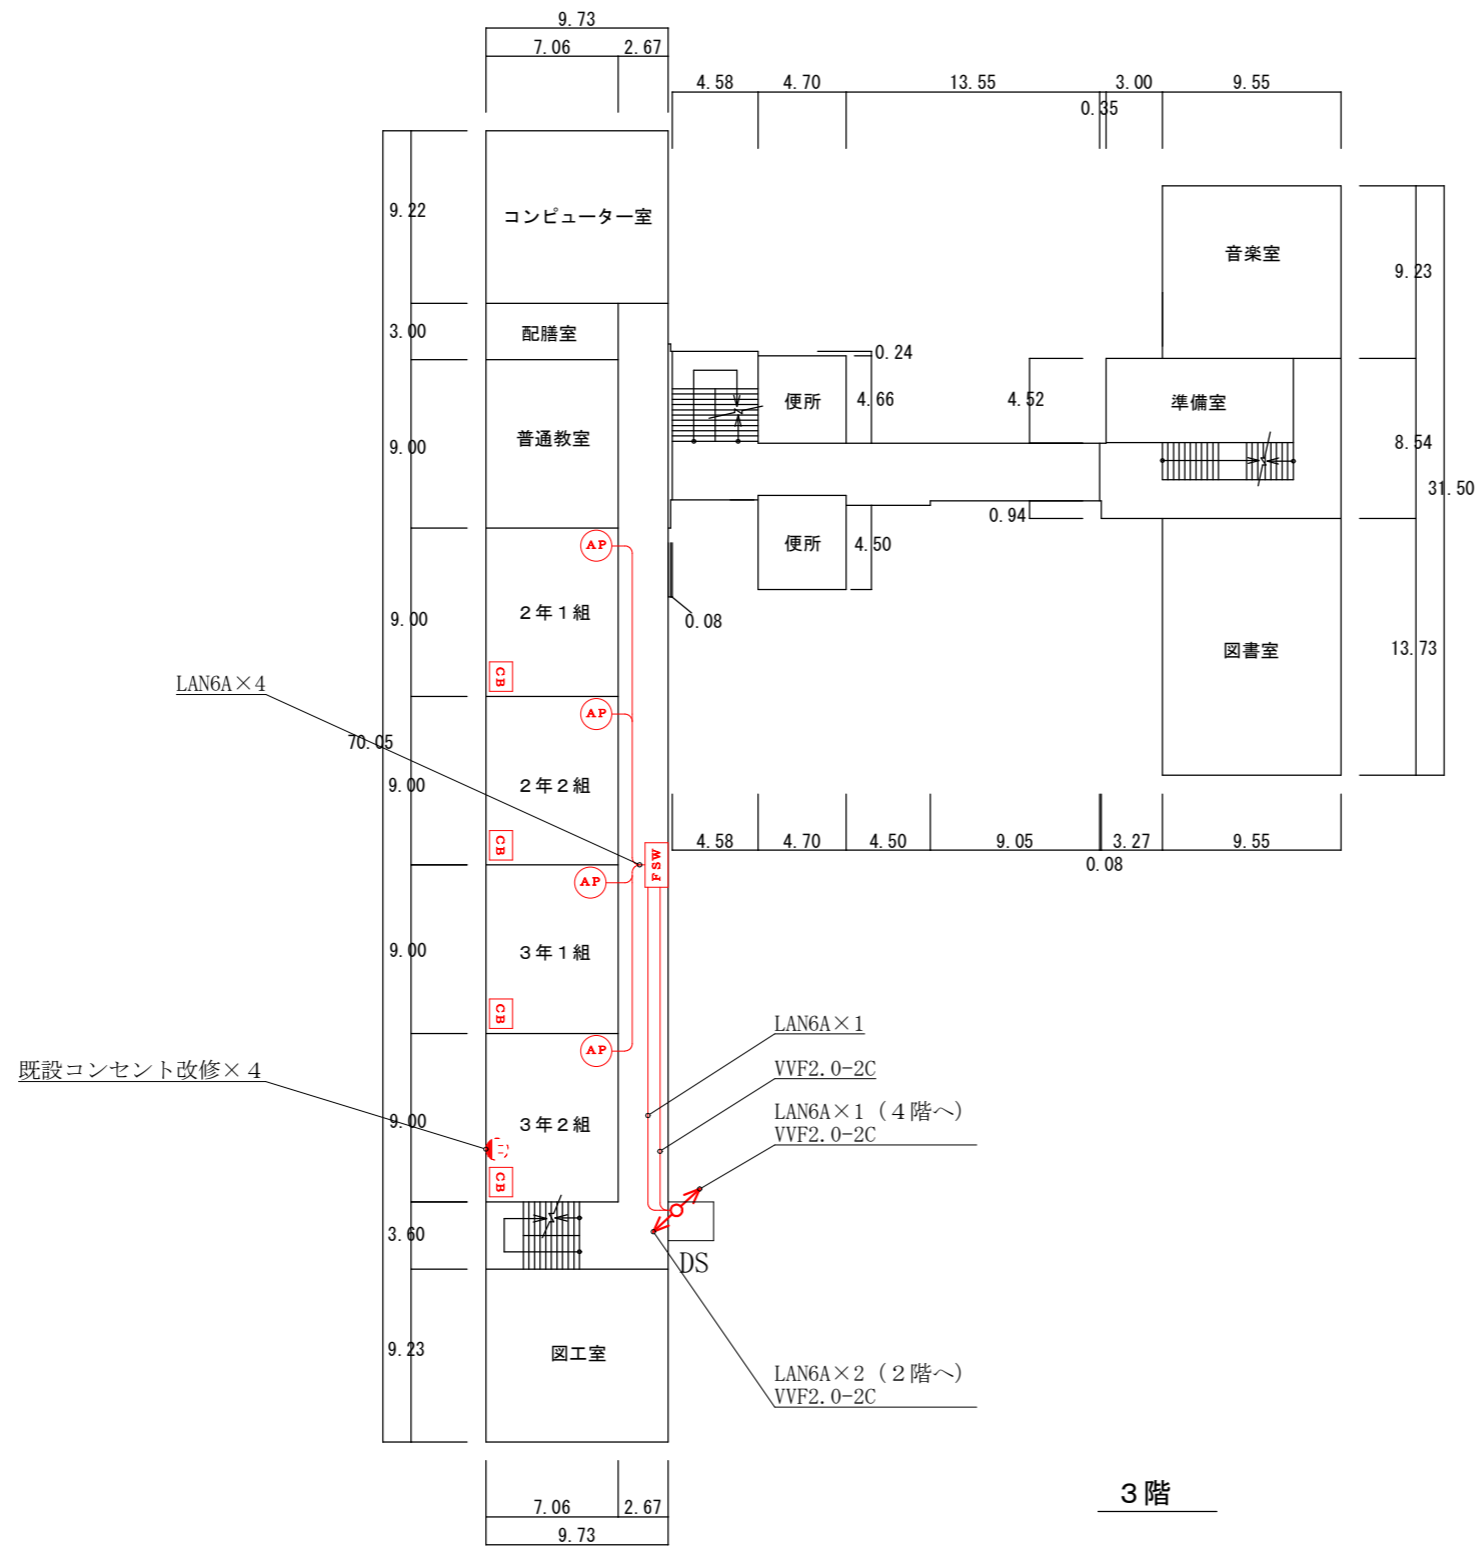 9.73
7.06
2.67
4.58
4.70
13.55
3.00
9.55
0.35
9.22
コンピューター室
音楽室
9.23
3.00
配膳室
0.24
便所
4.66
4.52
準備室
普通教室
9.00
8.54
31.50
0.94
AP
便所
4.50
2年1組
9.00
0.08
図書室
13.73
CB
LAN6A×4
AP
70.05
2年2組
9.00
CB
FSW
4.58
4.70
4.50
9.05
3.27
9.55
0.08
AP
3年1組
9.00
CB
LAN6A×1
AP
既設コンセント改修×4
VVF2.0-2C
LAN6A×1（4階へ）
VVF2.0-2C
9.00
3年2組
CB
3.60
DS
9.23
図工室
LAN6A×2（2階へ）
VVF2.0-2C
3階
7.06
2.67
9.73